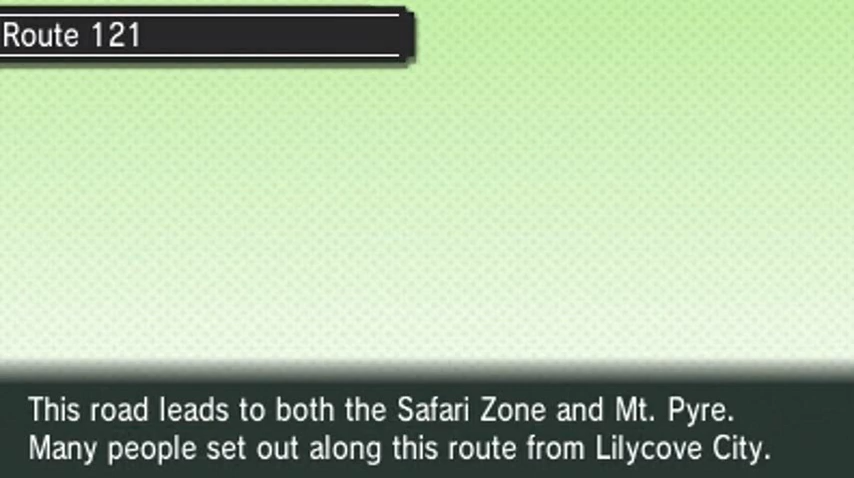 Route 121
This road leads to both the Safari Zone and Mt. Pyre.
Many people set out along this route from Lilycove City.